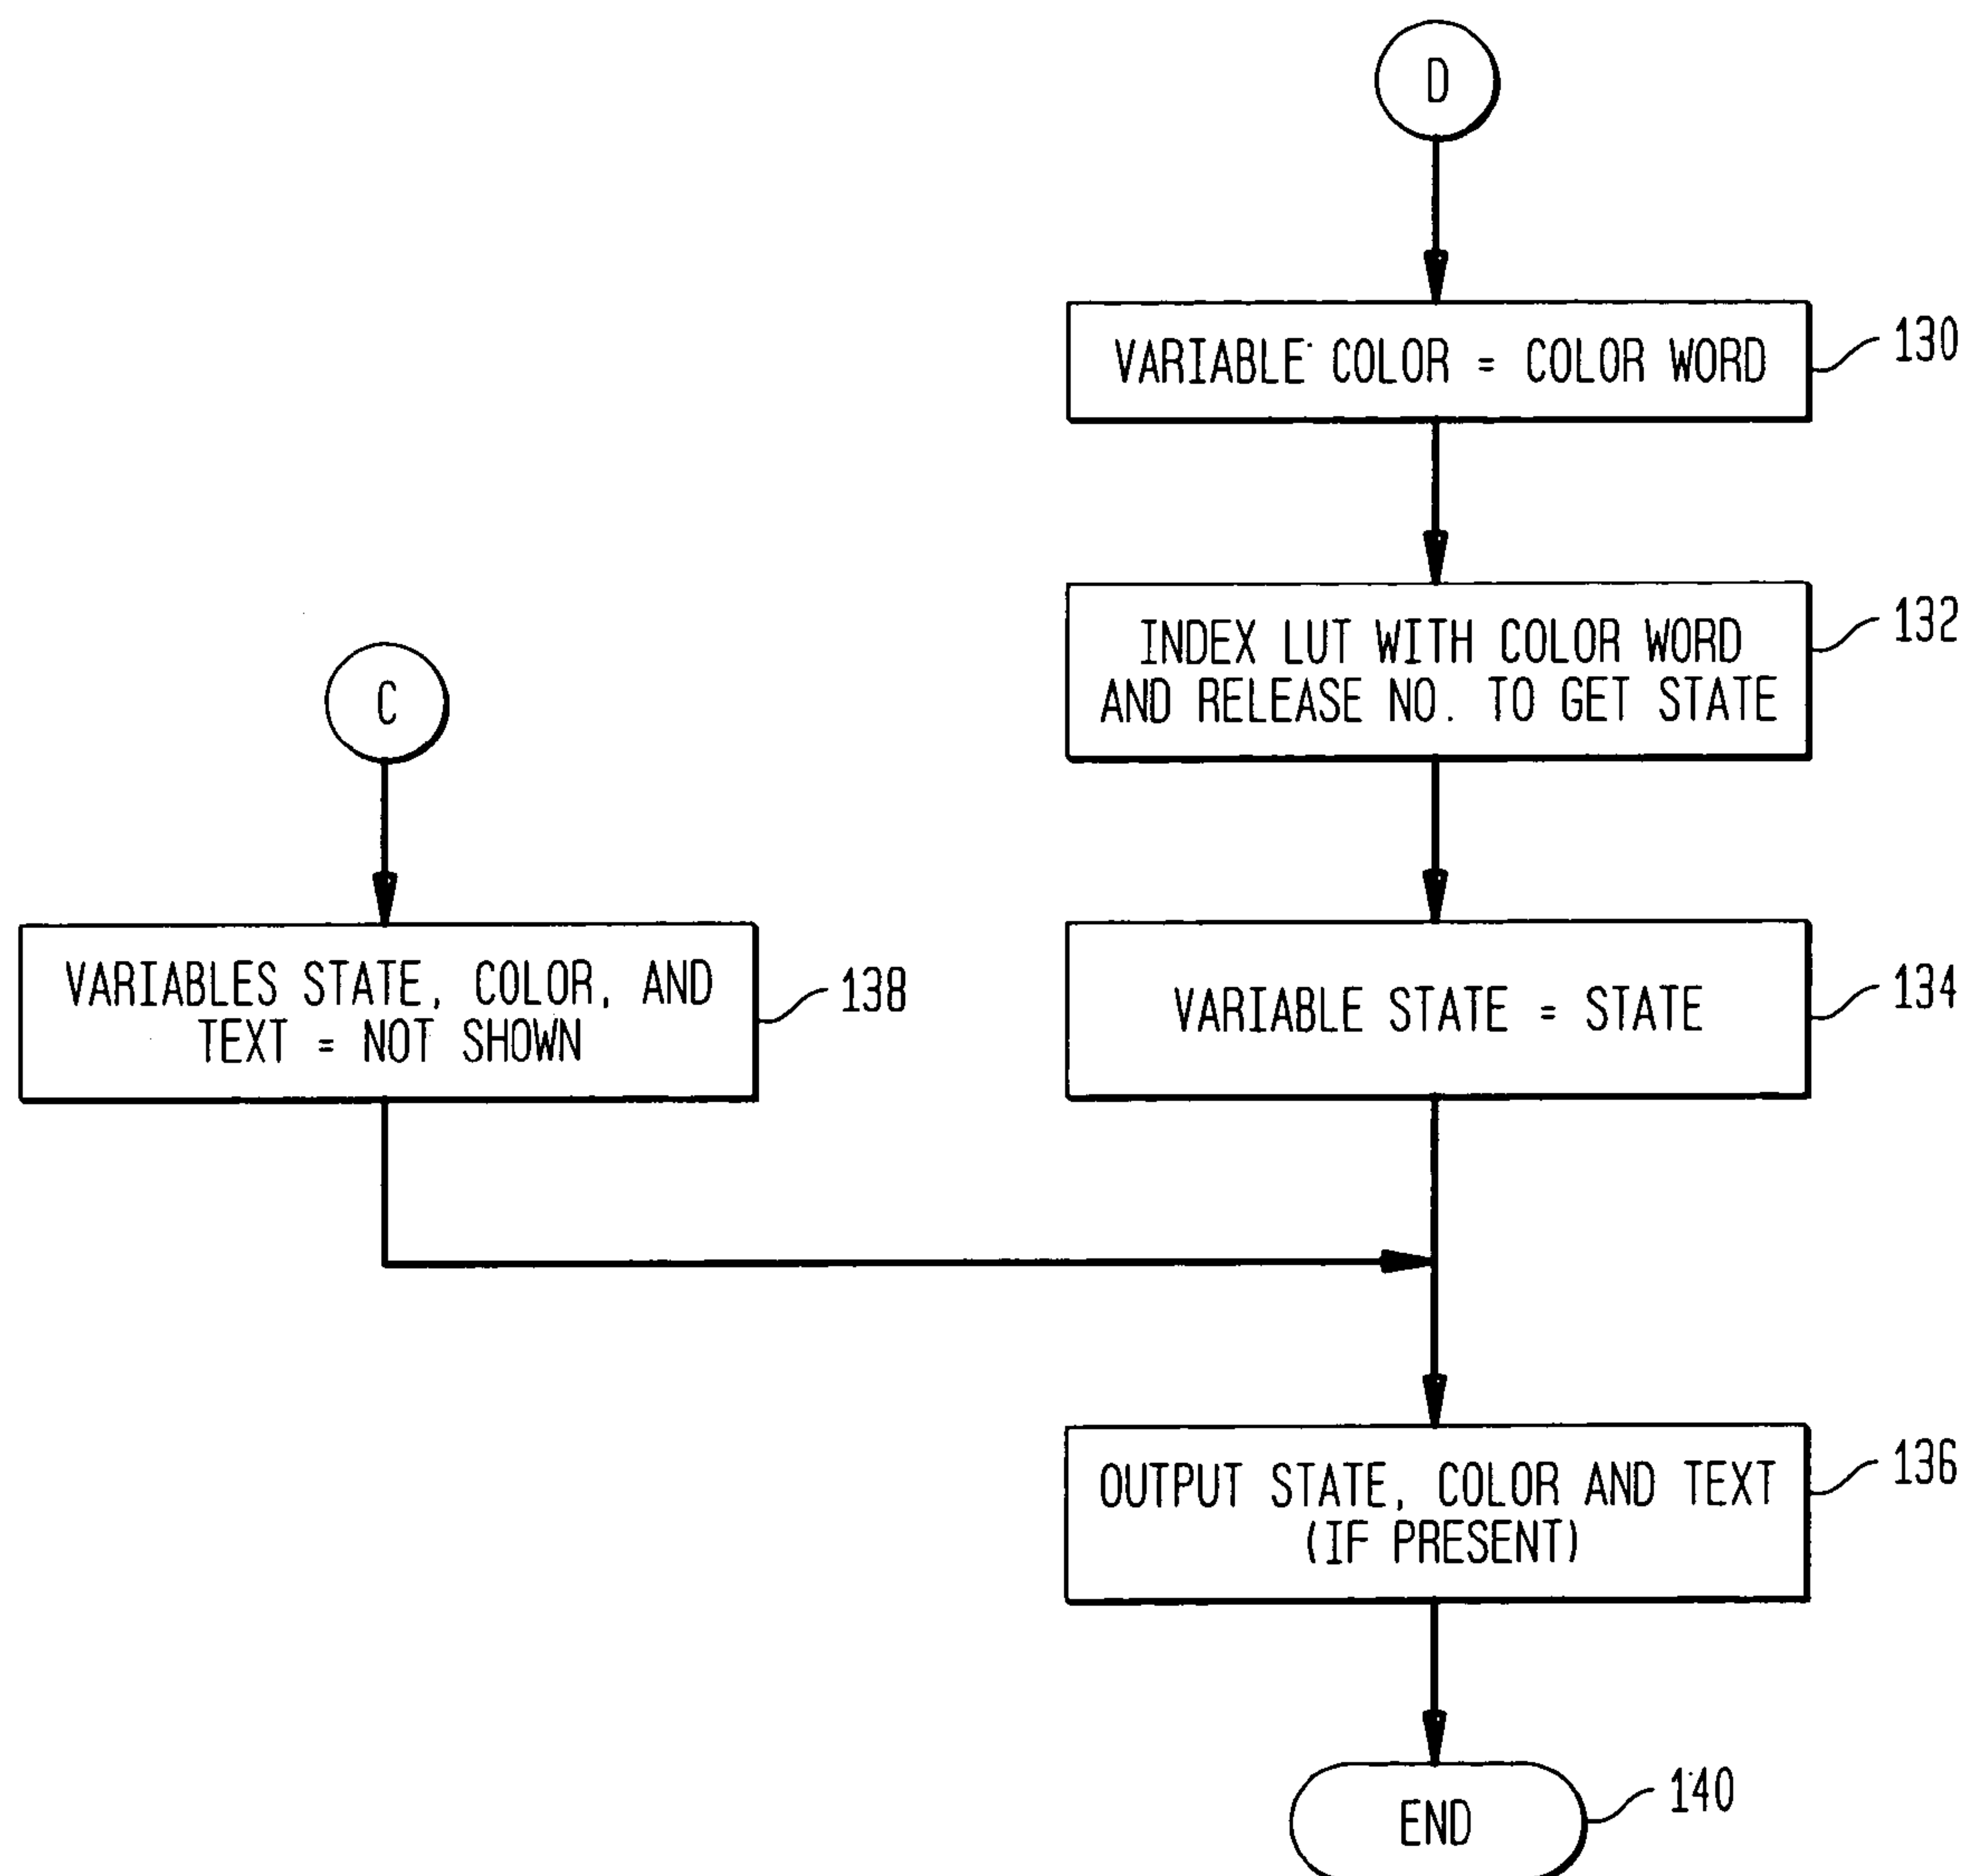 D
VARIABLE COLOR = COLOR WORD
130
INDEX LUT WITH COLOR WORD
AND RELEASE NO. TO GET STATE
132
C
VARIABLES STATE, COLOR, AND
TEXT = NOT SHOWN
138
VARIABLE STATE = STATE
134
OUTPUT STATE, COLOR AND TEXT
(IF PRESENT)
136
END
140